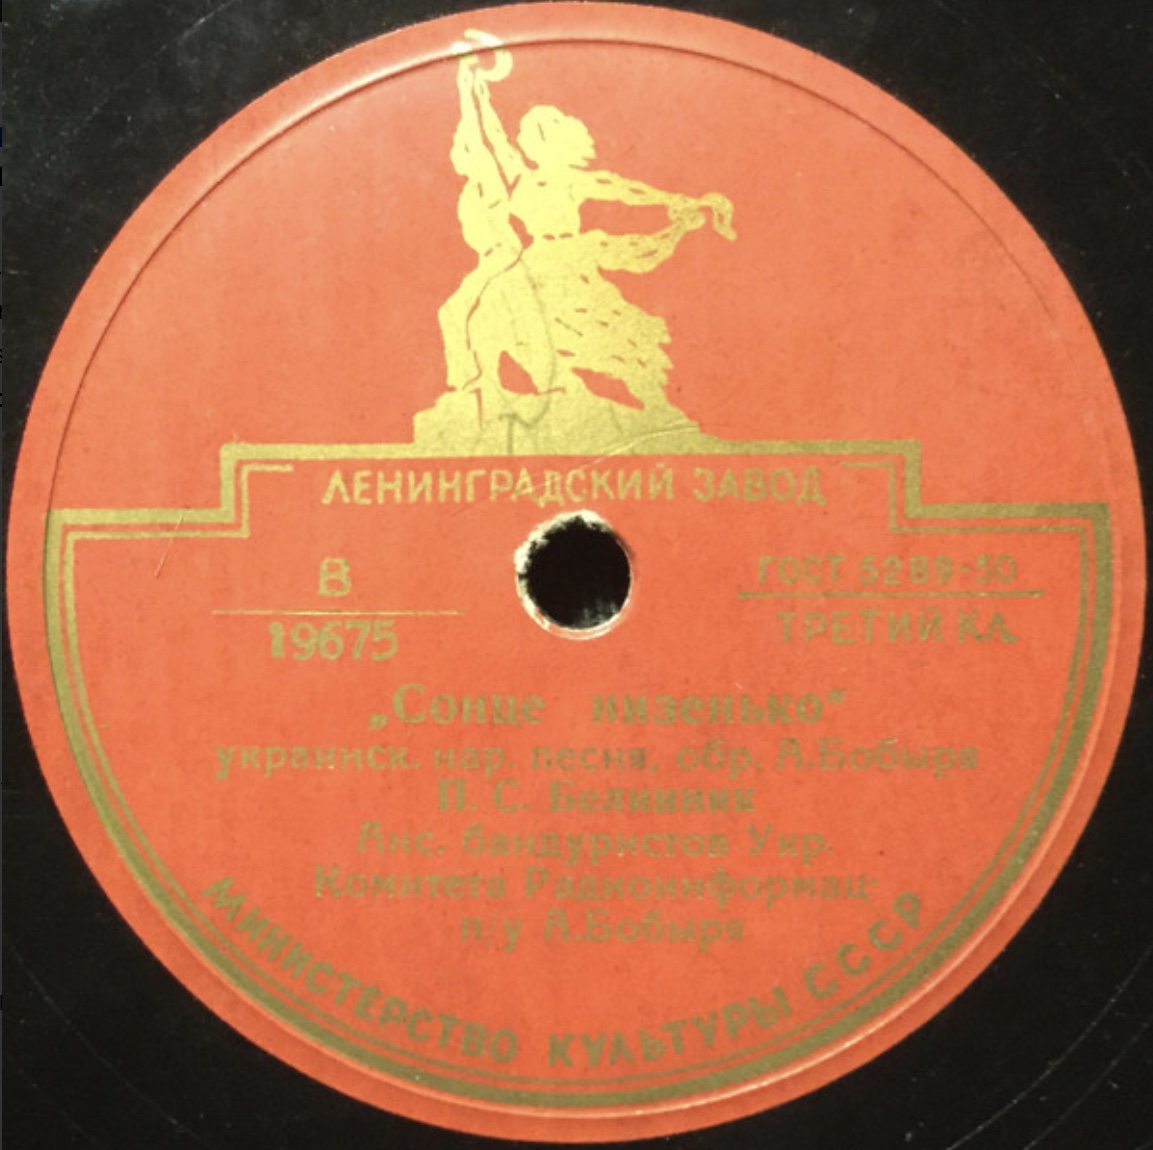 ЛЕНИНГРАДСКИЙ ЗАВОД
В
19675
ГОСТ 5289-50
ТРЕТИЙ КЛ.
„Сонце низенько“
украинск. нар. песня, обр. А.Бобыря
П. С. Белинник
Анс. бандуристов Укр.
Комитета Радиоинформац.
п/у А.Бобыря
МИНИСТЕРСТВО КУЛЬТУРЫ СССР